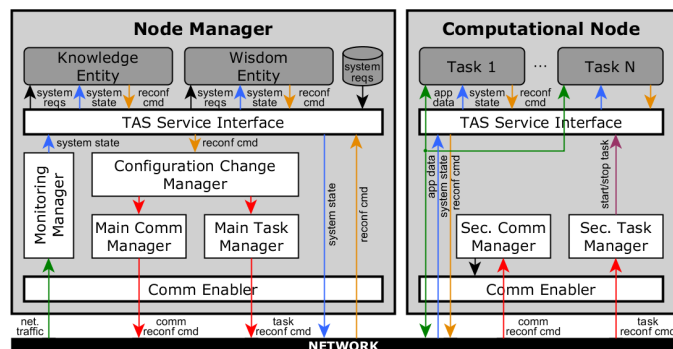 Node Manager
Knowledge
Entity
Wisdom
Entity
system
reqs
system
reqs
system
state
reconf
cmd
system
reqs
system
state
reconf
cmd
TAS Service Interface
system state
reconf cmd
Monitoring
Manager
Configuration Change
Manager
Main Comm
Manager
Main Task
Manager
system state
reconf cmd
Comm Enabler
net.
traffic
comm
reconf cmd
task
reconf cmd
Computational Node
Task 1
...
Task N
app
data
system
state
reconf
cmd
TAS Service Interface
app data
system state
reconf cmd
start/stop task
Sec. Comm
Manager
Sec. Task
Manager
Comm Enabler
comm
reconf cmd
task
reconf cmd
NETWORK